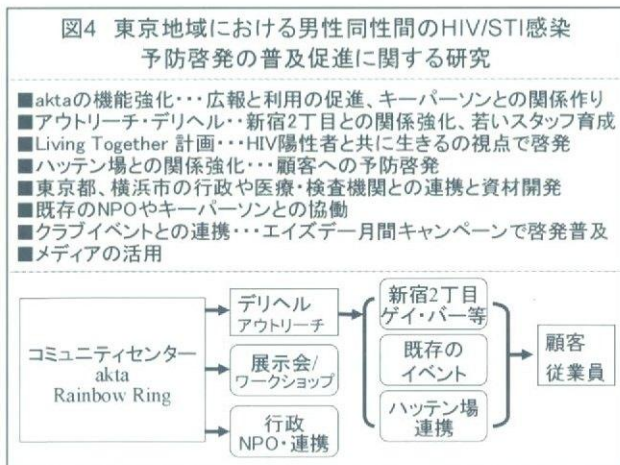 図4 東京地域における男性同性間のHIV/STI感染
予防啓発の普及促進に関する研究
■aktaの機能強化・・・広報と利用の促進、キーパーソンとの関係作り
■アウトリーチ・デリヘル・・新宿2丁目との関係強化、若いスタッフ育成
■Living Together 計画・・・HIV陽性者と共に生きるの視点で啓発
■ハッテン場との関係強化・・・顧客への予防啓発
■東京都、横浜市の行政や医療・検査機関との連携と資材開発
■既存のNPOやキーパーソンとの協働
■クラブイベントとの連携・・・エイズデー月間キャンペーンで啓発普及
■メディアの活用
コミュニティセンター
akta
Rainbow Ring
デリヘル
アウトリーチ
展示会/
ワークショップ
行政
NPO・連携
新宿2丁目
ゲイ・バー等
既存の
イベント
ハッテン場
連携
顧客
従業員